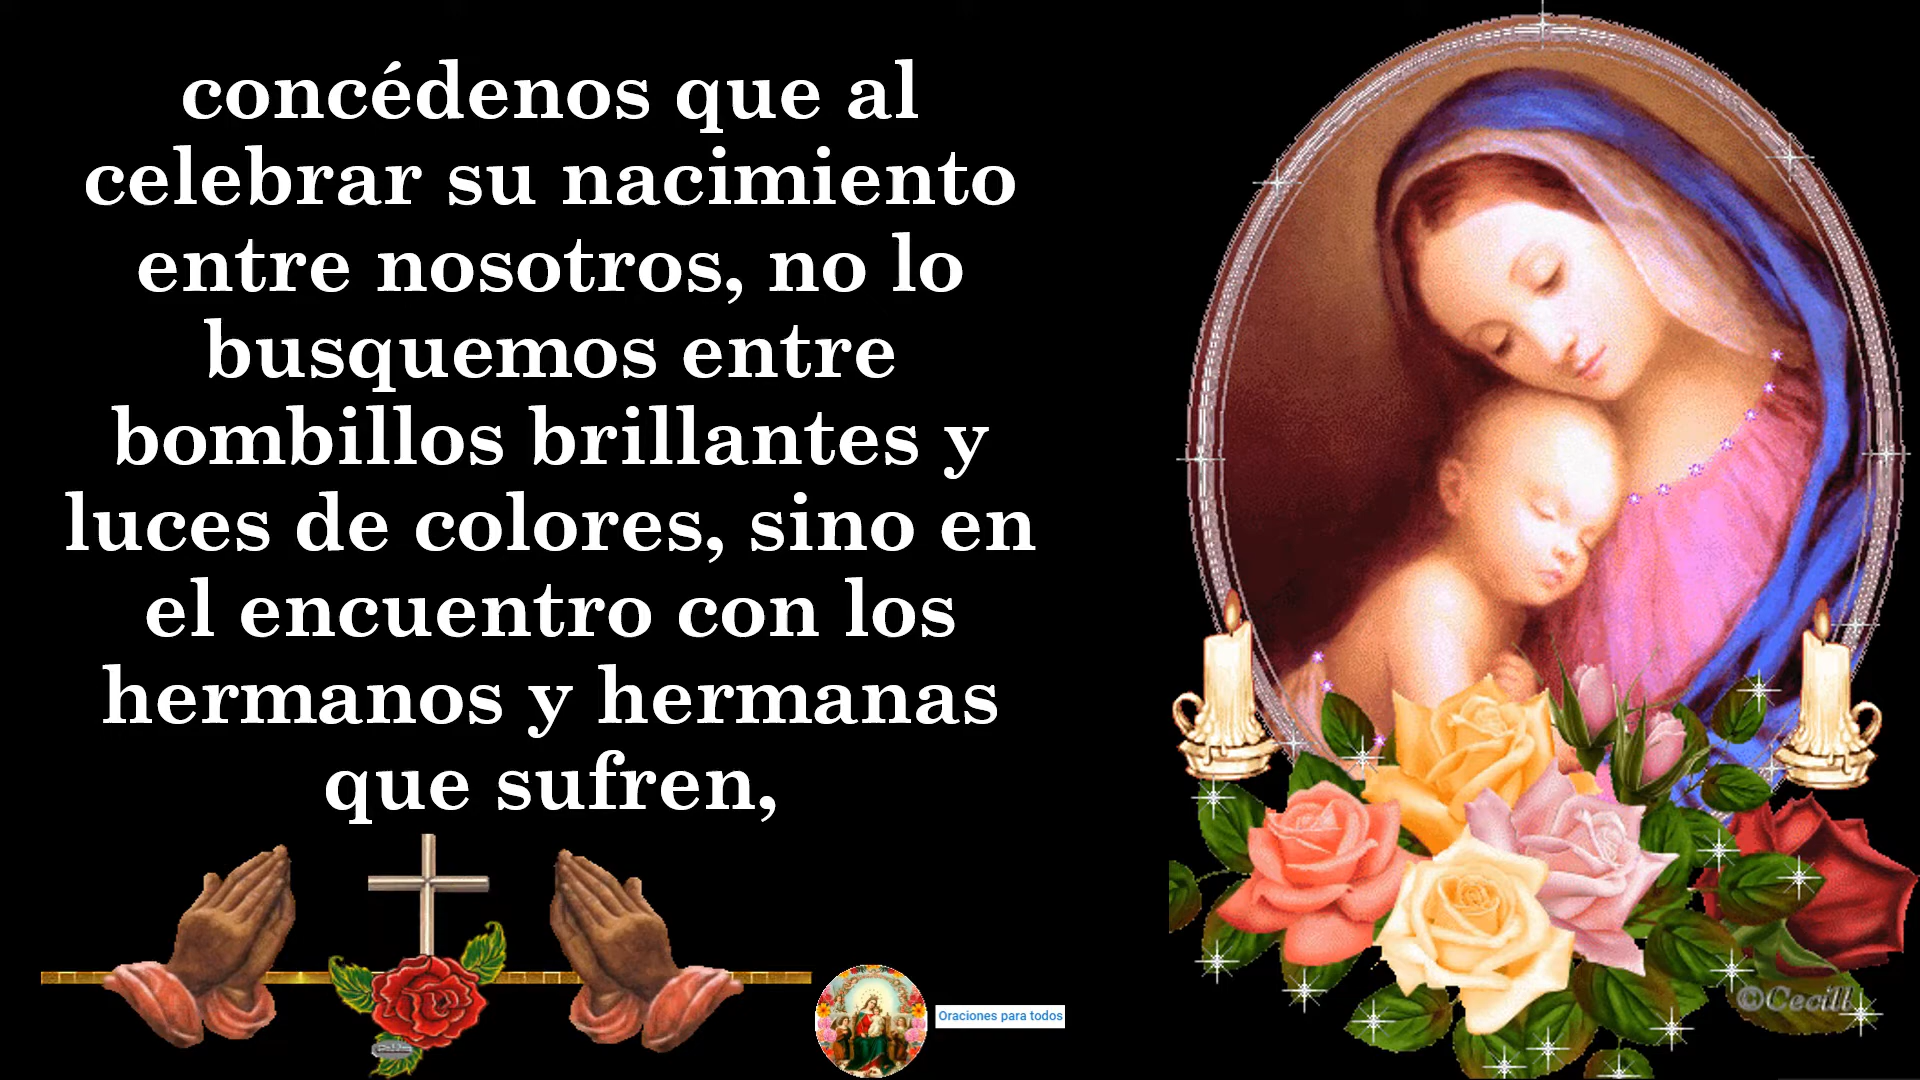 concédenos que al
celebrar su nacimiento
entre nosotros, no lo
busquemos entre
bombillos brillantes y
luces de colores, sino en
el encuentro con los
hermanos y hermanas
que sufren,
Oraciones para todos
©Cecill